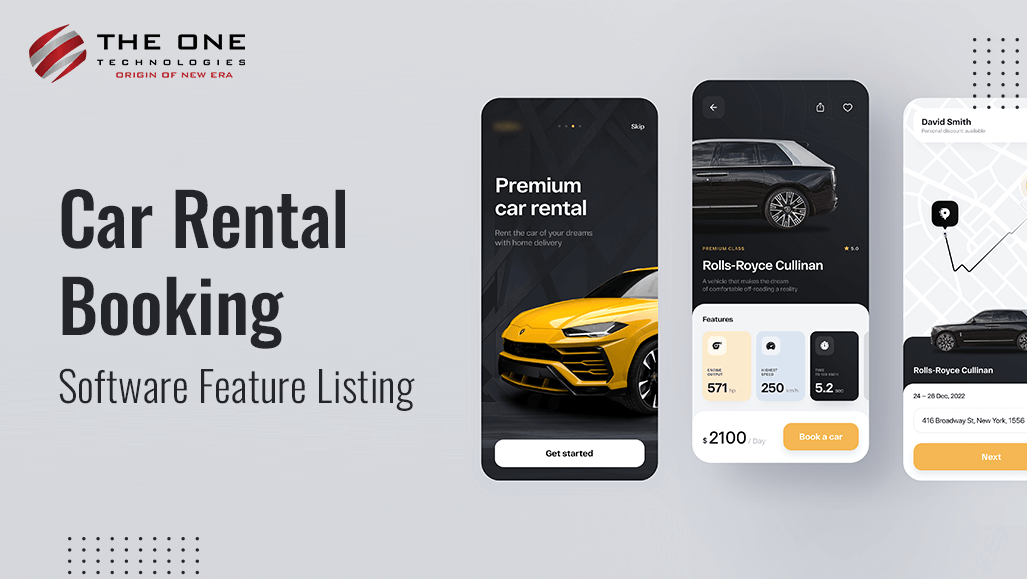 THE ONE
TECHNOLOGIES
ORIGIN OF NEW ERA
Car Rental
Booking
Software Feature Listing
Skip
Premium
car rental
Rent the car of your dreams
with home delivery
Get started
PREMIUM CLASS
5.0
Rolls-Royce Cullinan
A vehicle that makes the dream
of comfortable off-roading a reality
Features
ENGINE
OUTPUT
571 hp
HIGHEST
SPEED
250 km/h
TIME
5.2 sec
$ 2100 / Day
Book a car
David Smith
Personal discount available
Rolls-Royce Cullinan
24 – 26 Dec, 2022
416 Broadway St, New York, 1556
Next